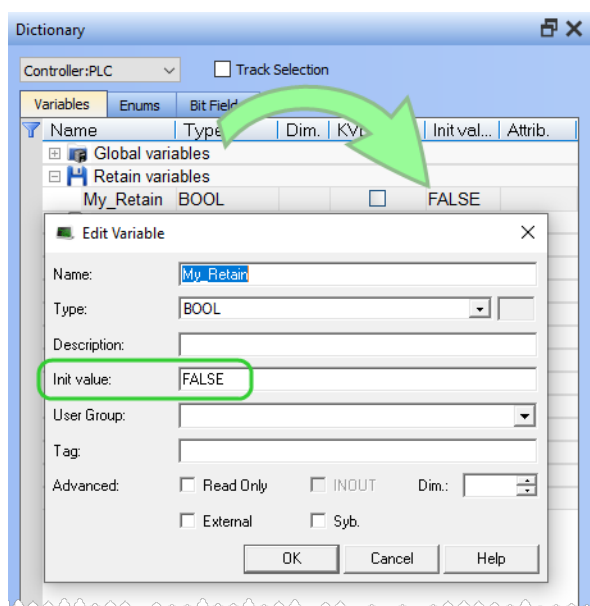 Dictionary
Controller:PLC Track Selection
Variables Enums Bit Field
Name Type Dim. Init val... Attrib.
Global variables
Retain variables
My_Retain BOOL FALSE
Edit Variable
Name: My_Retain
Type: BOOL
Description:
Init value: FALSE
User Group:
Tag:
Advanced: Read Only INOUT Dim.:
External Syb.
OK Cancel Help